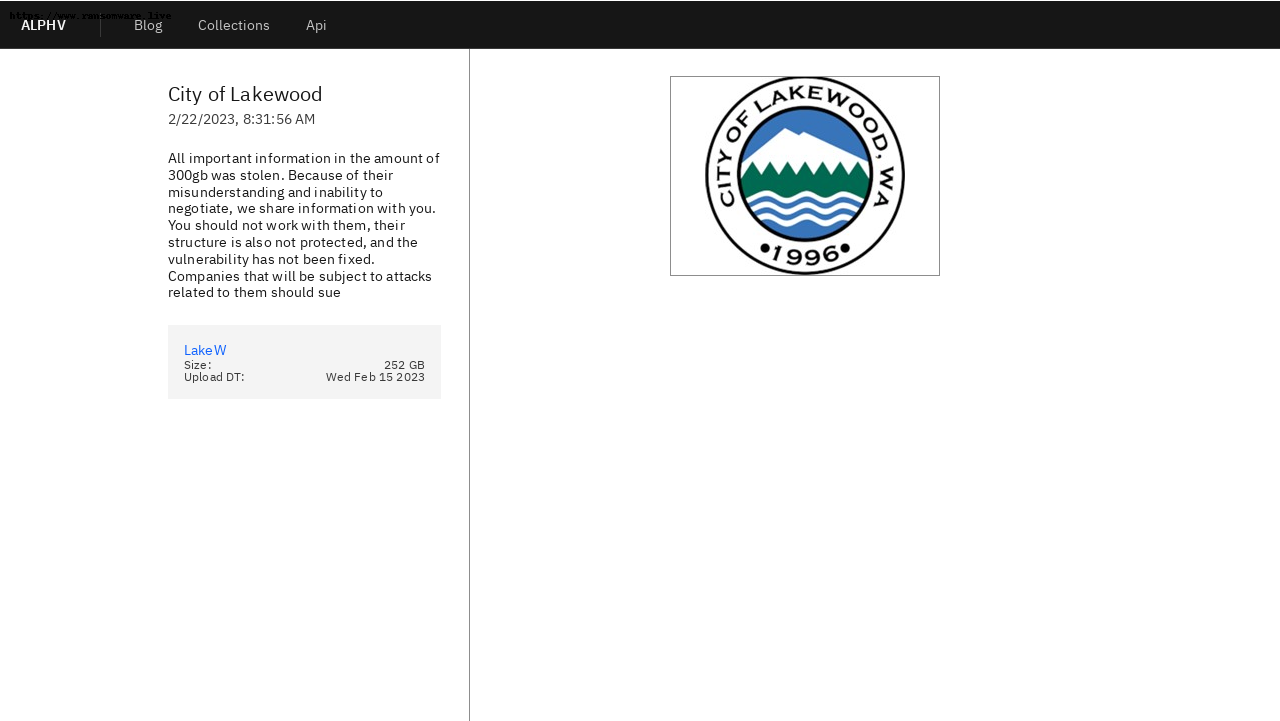 https://www.ransomware.live
ALPHV
Blog
Collections
Api
City of Lakewood
2/22/2023, 8:31:56 AM
All important information in the amount of
300gb was stolen. Because of their
misunderstanding and inability to
negotiate, we share information with you.
You should not work with them, their
structure is also not protected, and the
vulnerability has not been fixed.
Companies that will be subject to attacks
related to them should sue
LakeW
Size: 252 GB
Upload DT: Wed Feb 15 2023
CITY OF LAKEWOOD, WA
•1996•